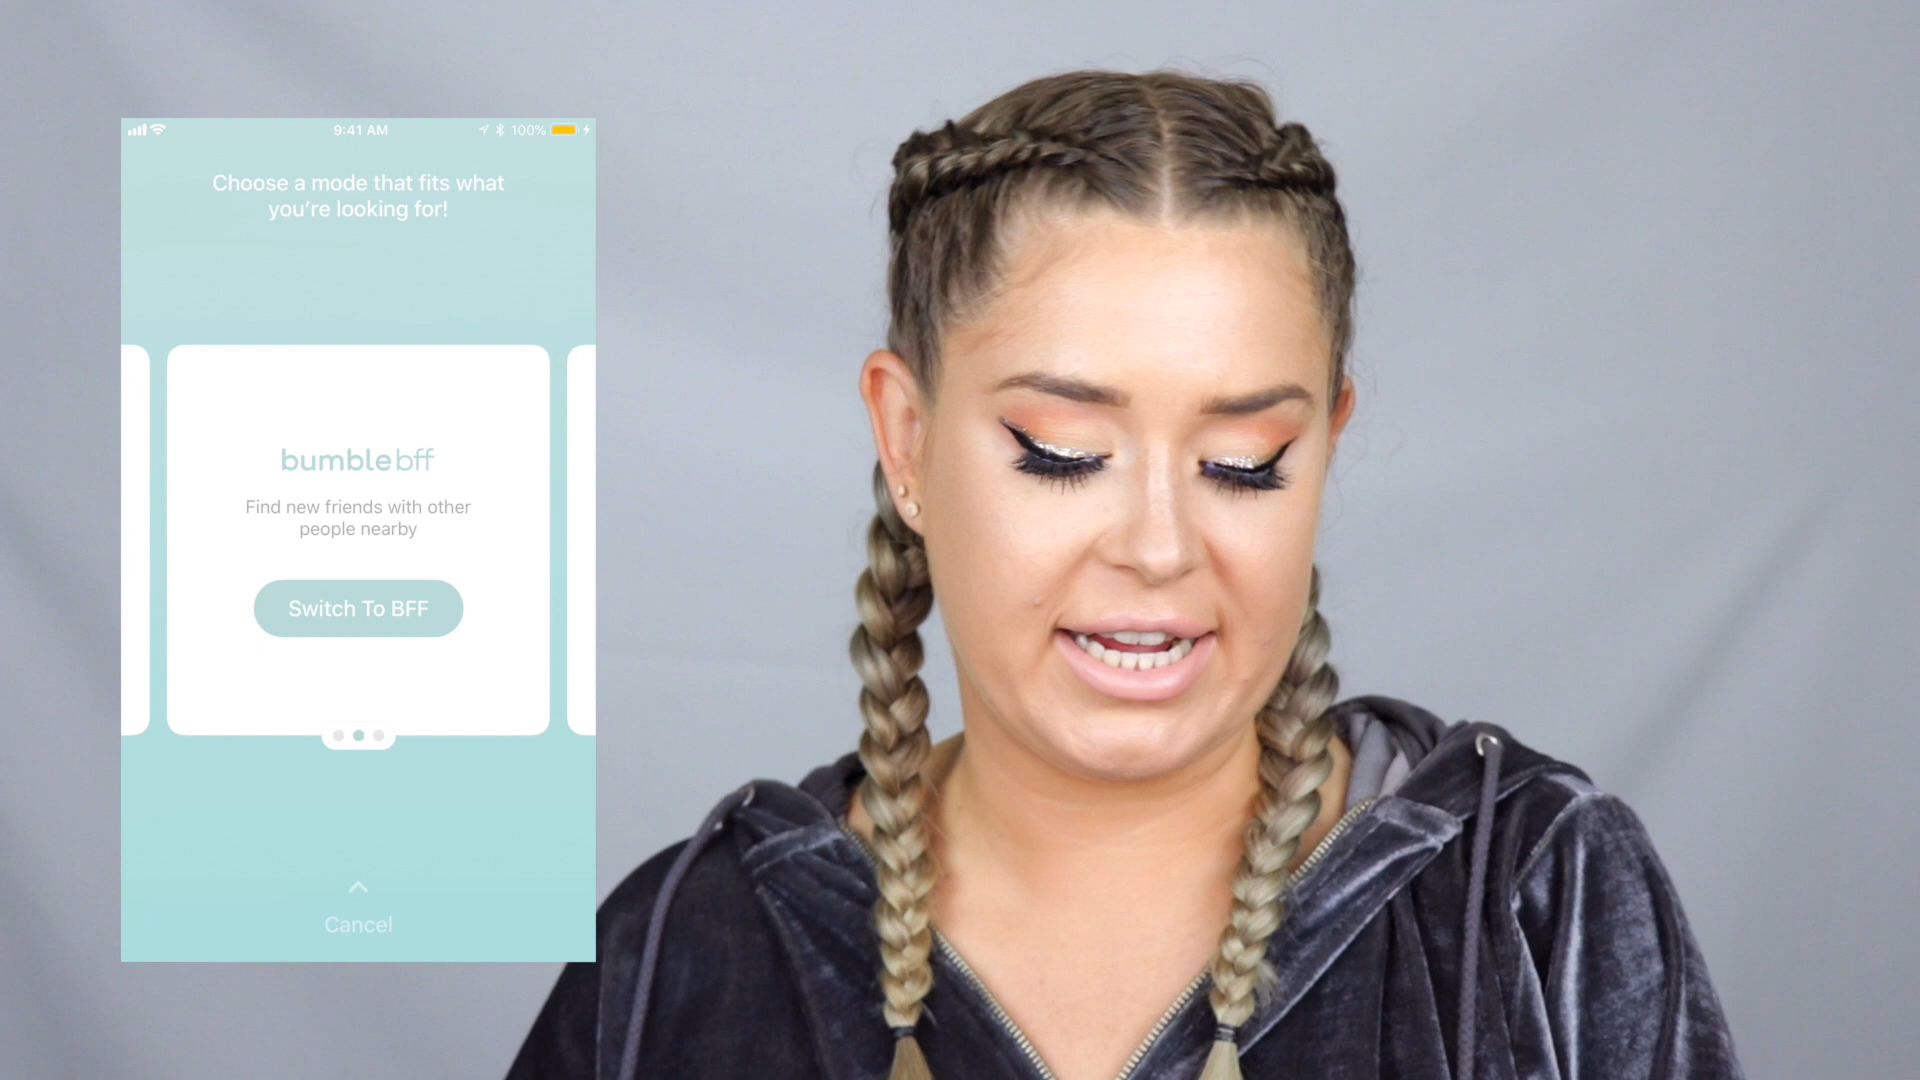 9:41 AM
100%
Choose a mode that fits what
you're looking for!
bumble bff
Find new friends with other
people nearby
Switch To BFF
Cancel